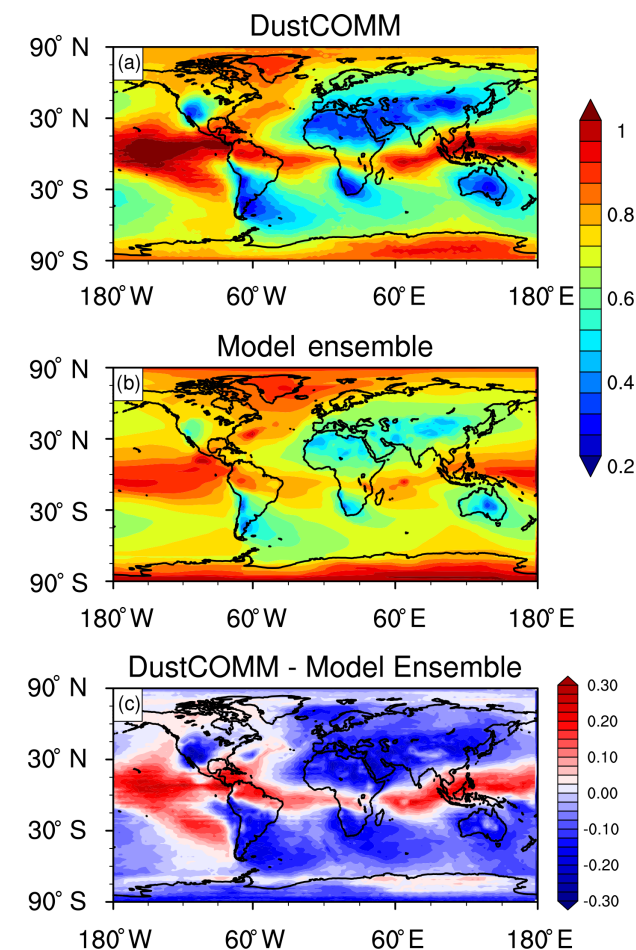 DustCOMM
90° N
(a)
30° N
30° S
90° S
180° W
60° W
60° E
180° E
1
0.8
0.6
0.4
0.2
Model ensemble
90° N
(b)
30° N
30° S
90° S
180° W
60° W
60° E
180° E
DustCOMM - Model Ensemble
90° N
(c)
30° N
30° S
90° S
180° W
60° W
60° E
180° E
0.30
0.20
0.10
0.00
-0.10
-0.20
-0.30